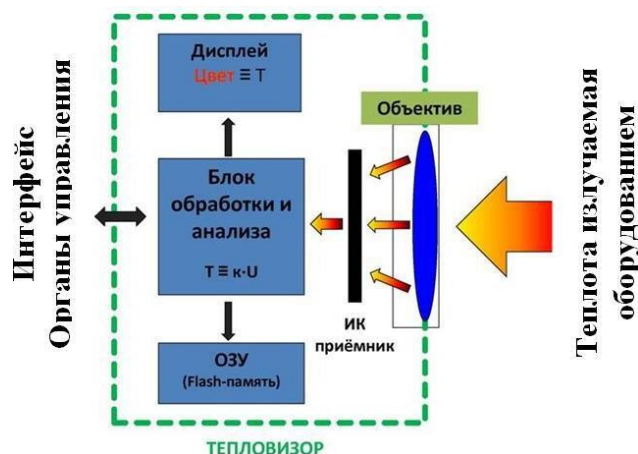 Интерфейс
Органы управления
Дисплей
Цвет ≡ T
Блок
обработки и
анализа
T ≡ к·U
ОЗУ
(Flash-память)
Объектив
ИК
приёмник
ТЕПЛОВИЗОР
Теплота излучаемая
оборудованием